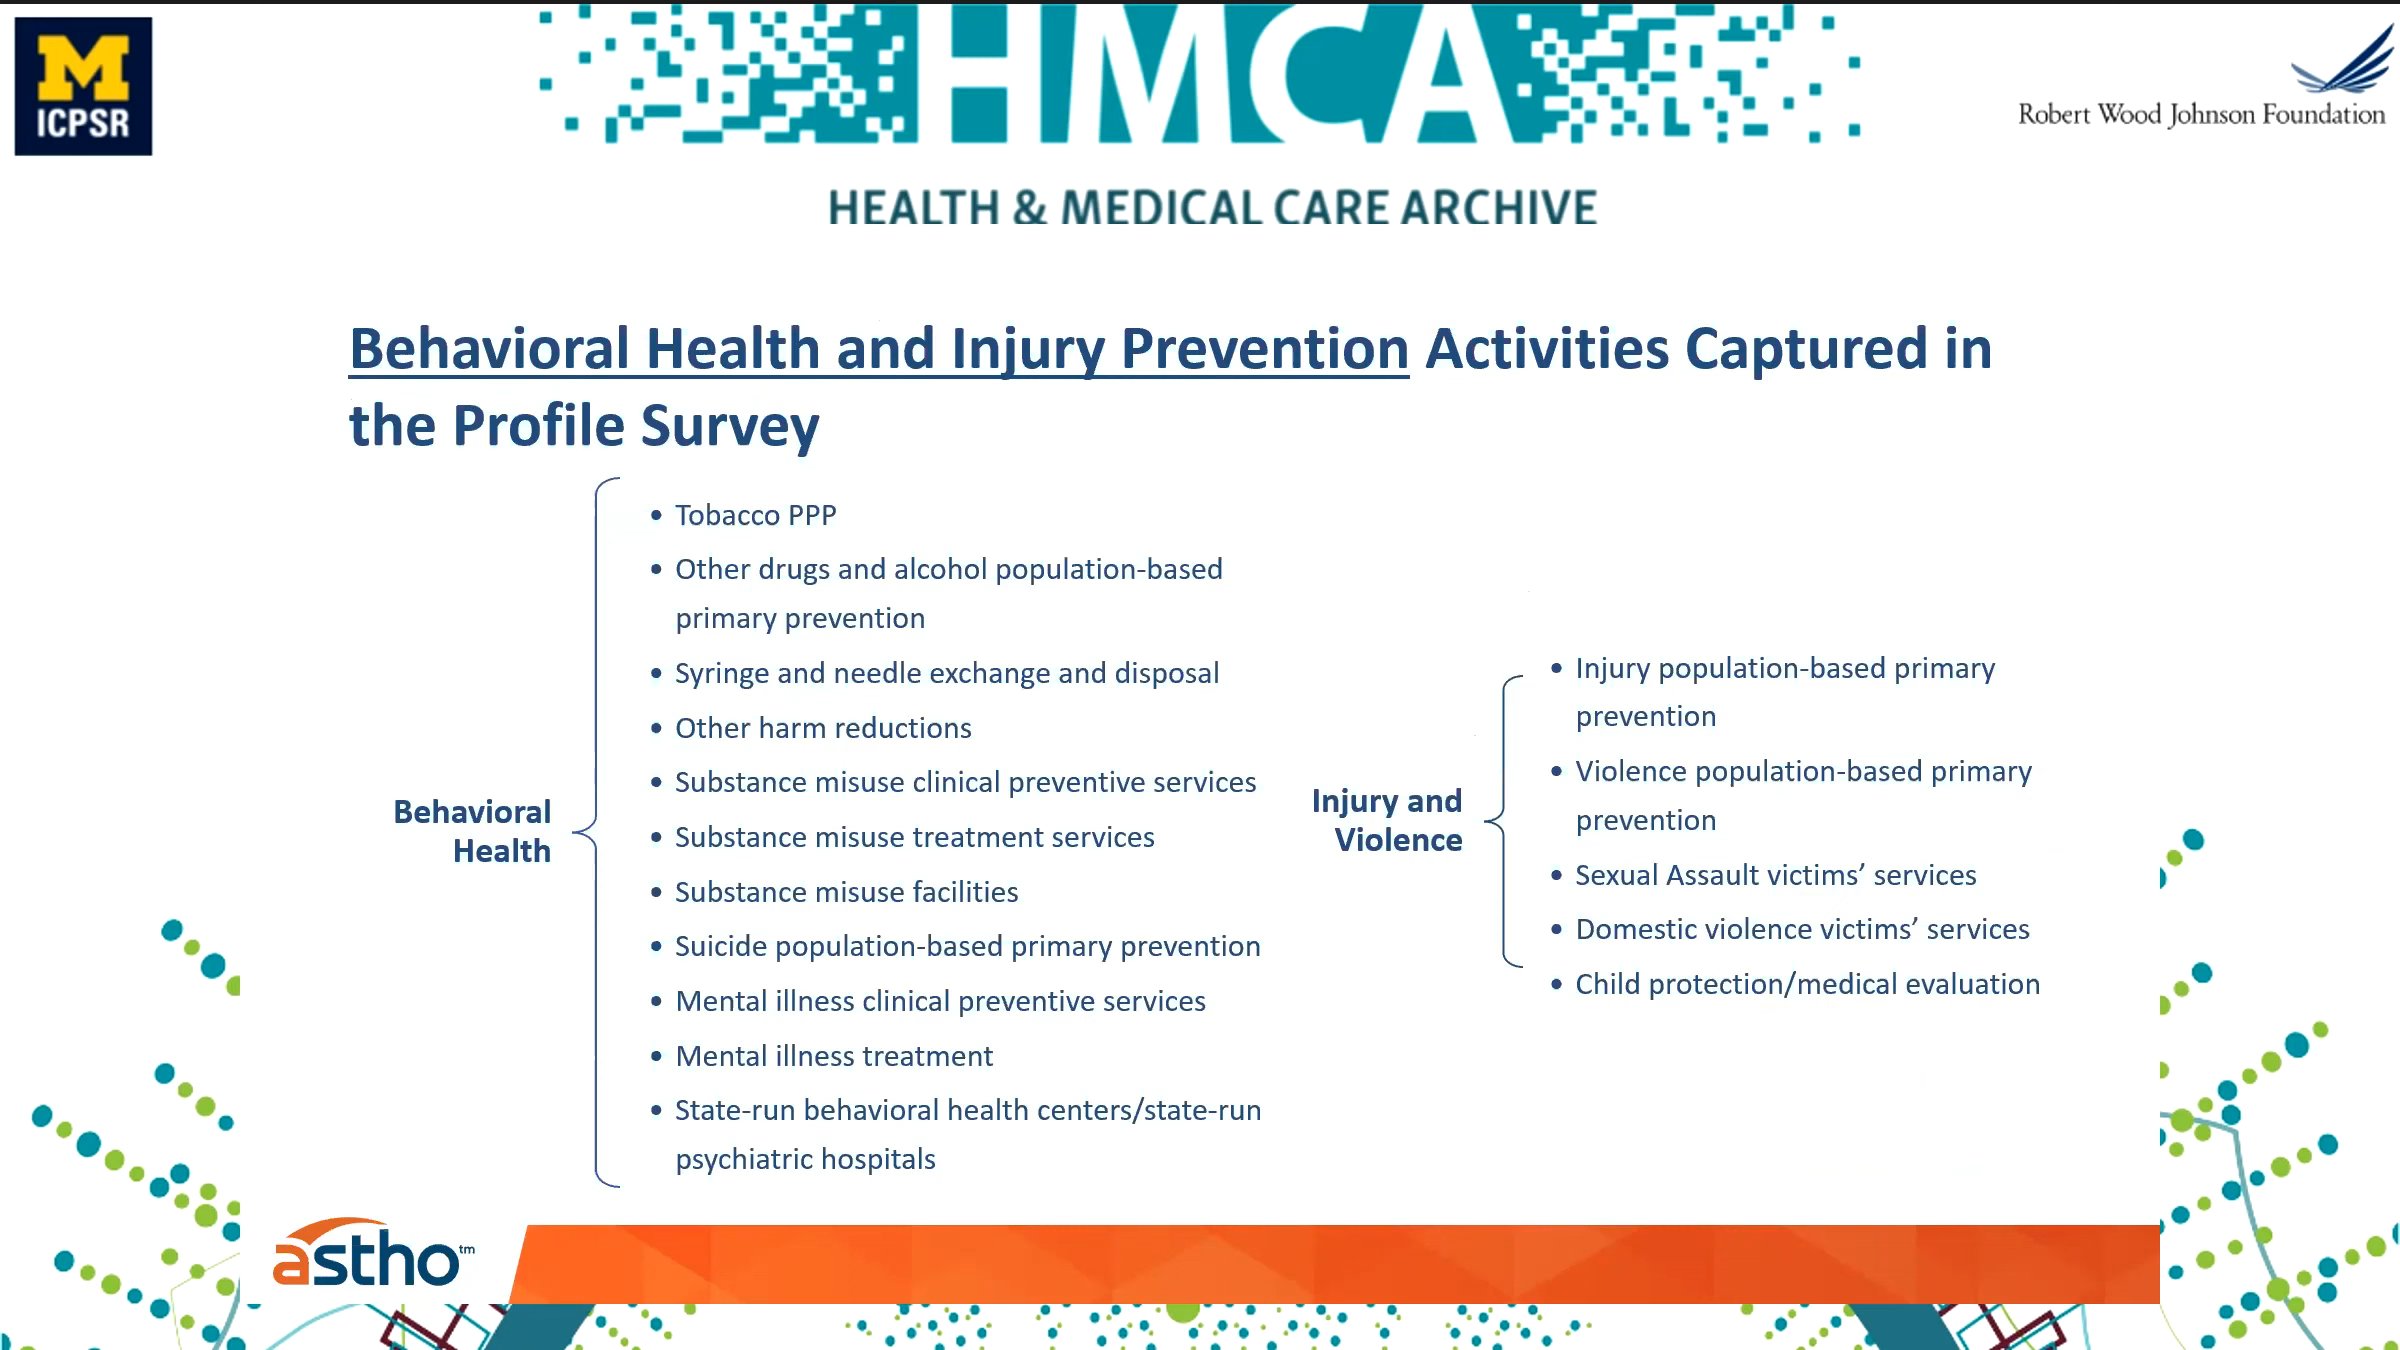 M
ICPSR
HMCA
HEALTH & MEDICAL CARE ARCHIVE
Robert Wood Johnson Foundation
Behavioral Health and Injury Prevention Activities Captured in
the Profile Survey
Behavioral
Health
• Tobacco PPP
• Other drugs and alcohol population-based
primary prevention
• Syringe and needle exchange and disposal
• Other harm reductions
• Substance misuse clinical preventive services
• Substance misuse treatment services
• Substance misuse facilities
• Suicide population-based primary prevention
• Mental illness clinical preventive services
• Mental illness treatment
• State-run behavioral health centers/state-run
psychiatric hospitals
Injury and
Violence
• Injury population-based primary
prevention
• Violence population-based primary
prevention
• Sexual Assault victims’ services
• Domestic violence victims’ services
• Child protection/medical evaluation
astho™